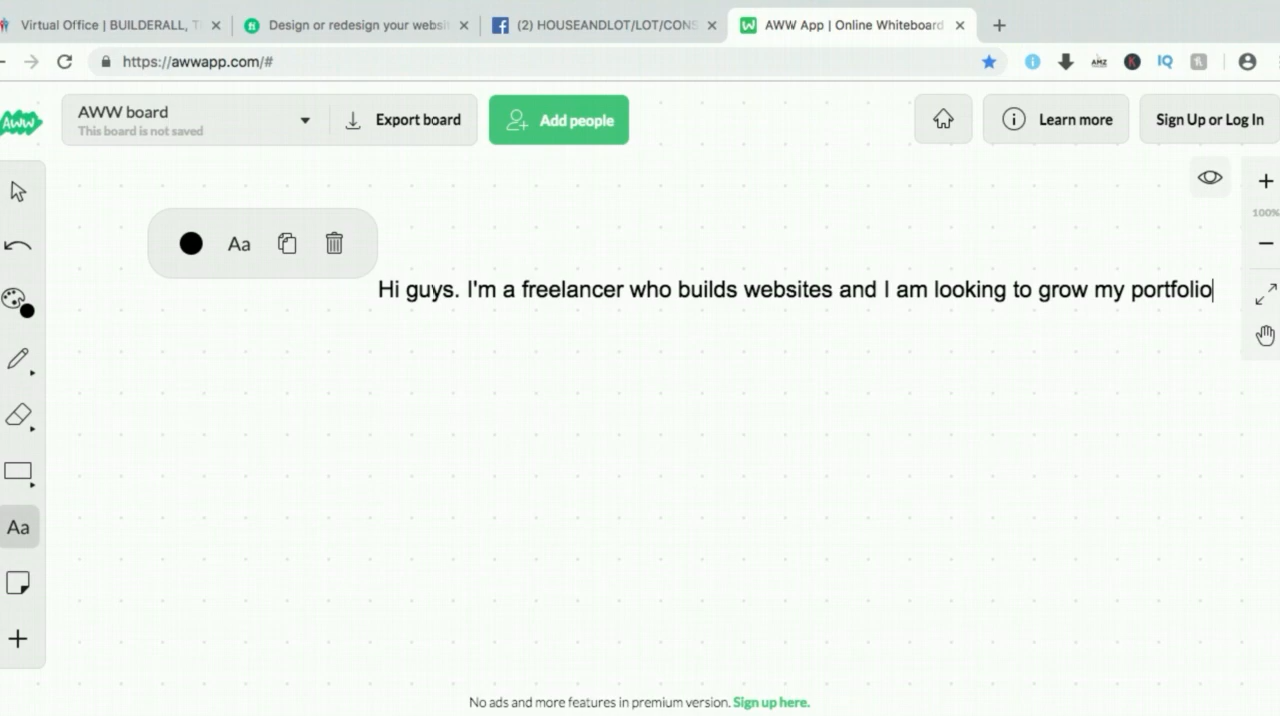 Virtual Office | BUILDERALL, T
Design or redesign your websi
(2) HOUSEANDLOT/LOT/CONS
AWW App | Online Whiteboard
https://awwapp.com/#
IQ
AWW
AWW board
This board is not saved
Export board
Add people
Learn more
Sign Up or Log In
100%
Aa
Hi guys. I'm a freelancer who builds websites and I am looking to grow my portfolio
Aa
No ads and more features in premium version. Sign up here.